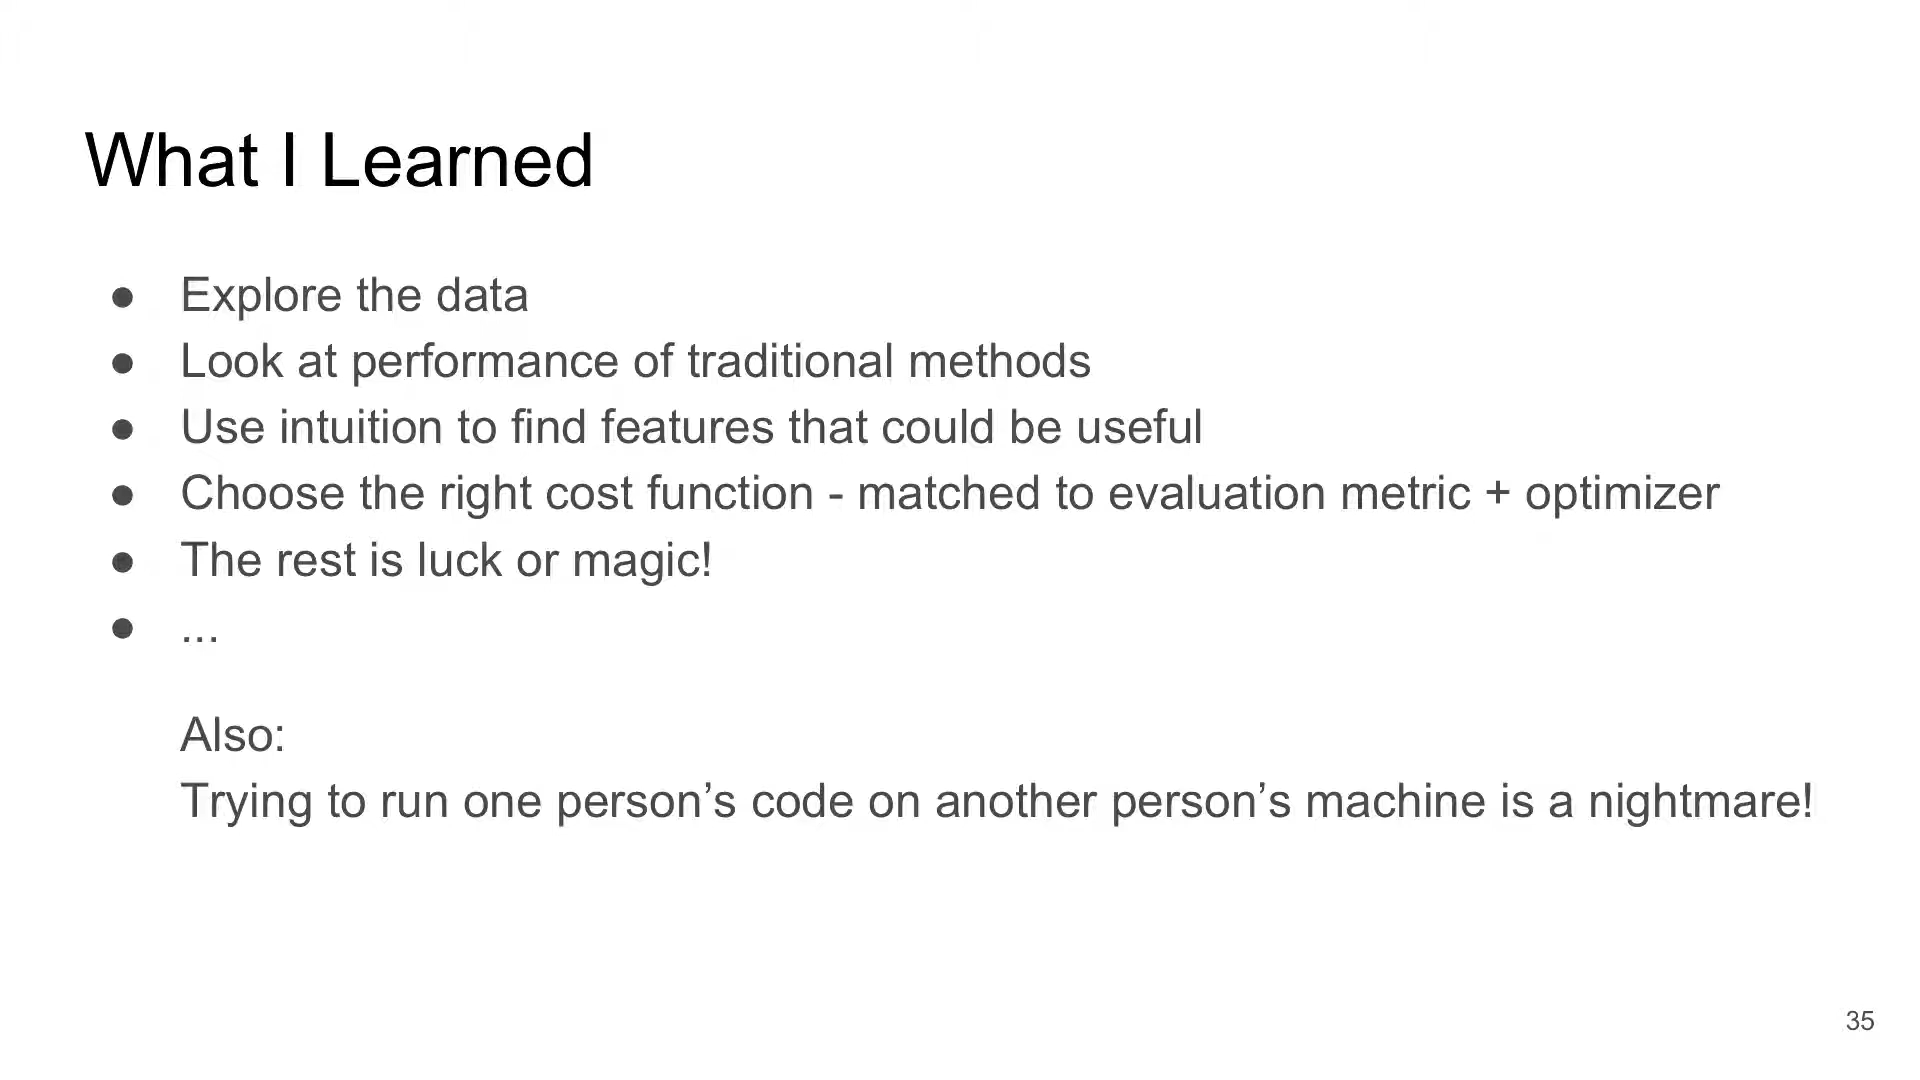 What I Learned
● Explore the data
● Look at performance of traditional methods
● Use intuition to find features that could be useful
● Choose the right cost function - matched to evaluation metric + optimizer
● The rest is luck or magic!
● ...
Also:
Trying to run one person’s code on another person’s machine is a nightmare!
35